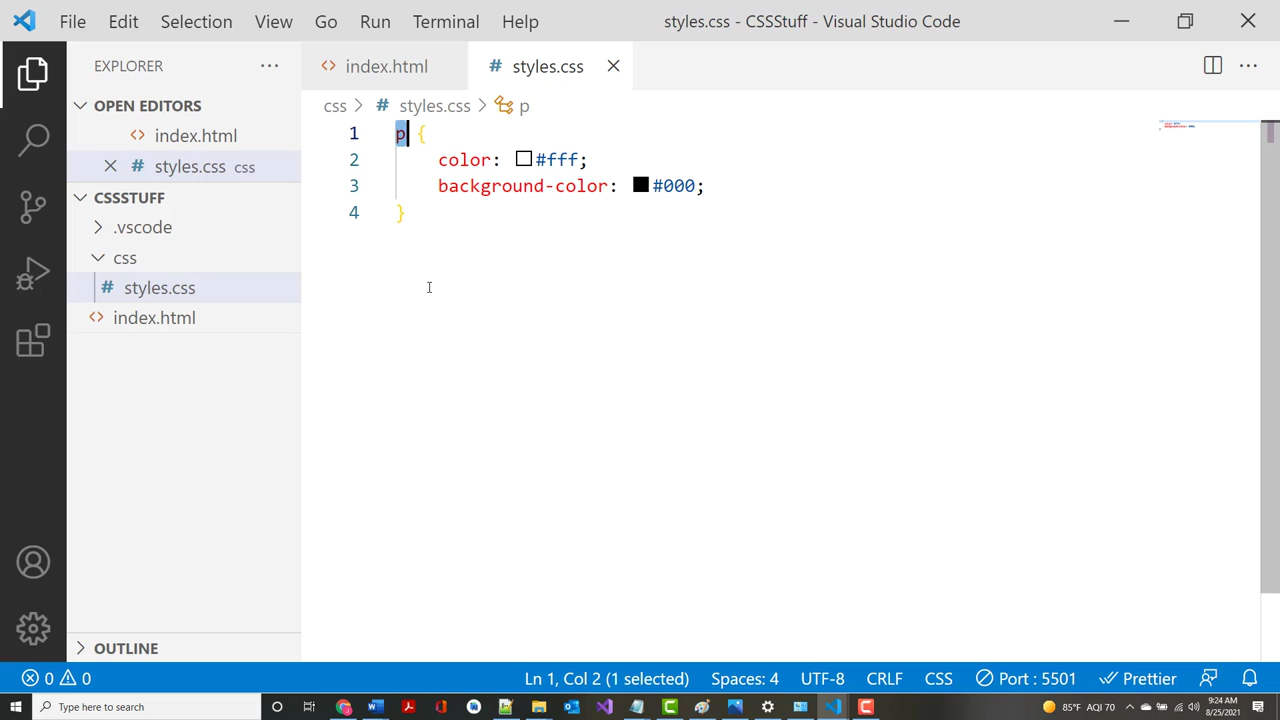 File Edit Selection View Go Run Terminal Help styles.css - CSSStuff - Visual Studio Code
EXPLORER
index.html styles.css
OPEN EDITORS
index.html
styles.css css
CSSSTUFF
.vscode
css
styles.css
index.html
OUTLINE
css > # styles.css > p
1 p {
2 color: #fff;
3 background-color: #000;
4 }
0 0 Ln 1, Col 2 (1 selected) Spaces: 4 UTF-8 CRLF CSS Port : 5501 Prettier
Type here to search 85°F AQI 70 9:24 AM
8/25/2021